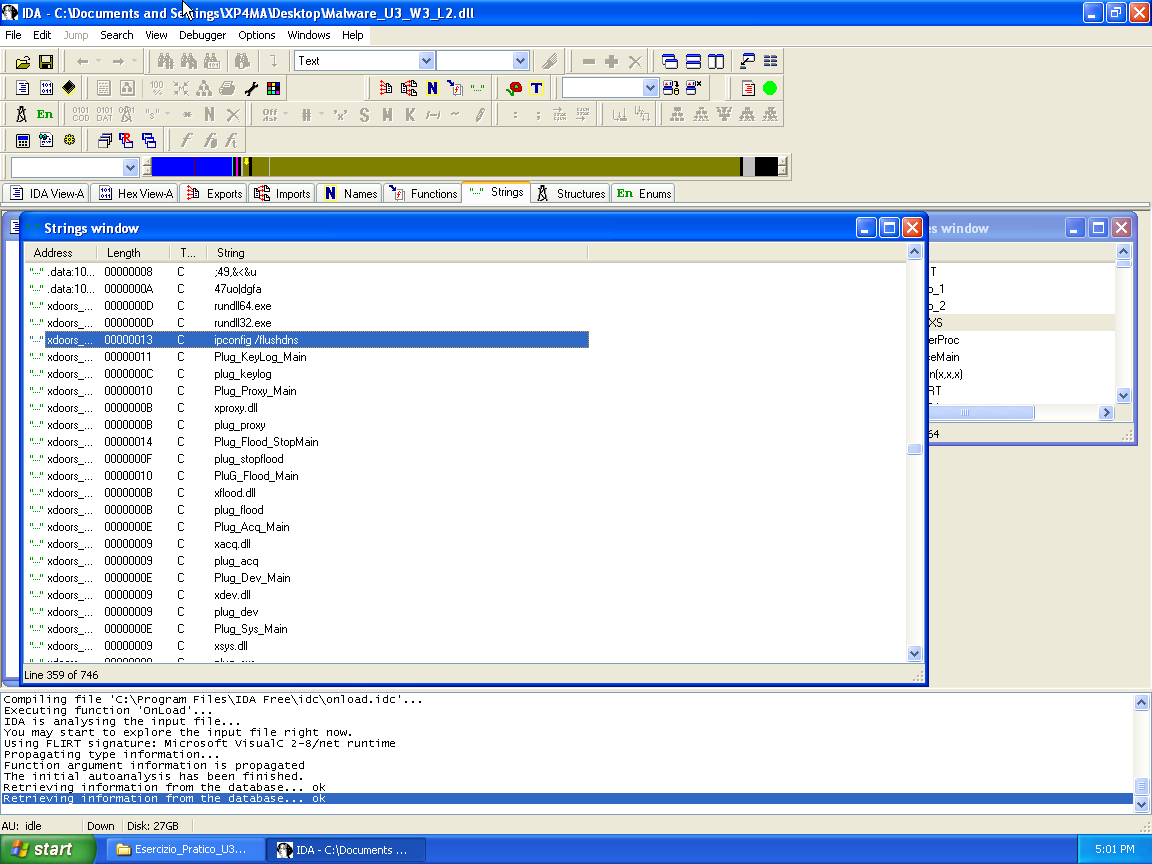 IDA - C:\Documents and Settings\XP4MA\Desktop\Malware_U3_W3_L2.dll
File Edit Jump Search View Debugger Options Windows Help
Text
IDA View-A Hex View-A Exports Imports Names Functions Strings Structures Enums
Strings window
Address Length T... String
.data:10... 00000008 C ;49,&<&u
.data:10... 0000000A C 47uo|dgfa
xdoors_... 0000000D C rundll64.exe
xdoors_... 0000000D C rundll32.exe
xdoors_... 00000013 C ipconfig /flushdns
xdoors_... 00000011 C Plug_KeyLog_Main
xdoors_... 0000000C C plug_keylog
xdoors_... 00000010 C Plug_Proxy_Main
xdoors_... 0000000B C xproxy.dll
xdoors_... 0000000B C plug_proxy
xdoors_... 00000014 C Plug_Flood_StopMain
xdoors_... 0000000F C plug_stopflood
xdoors_... 00000010 C PluG_Flood_Main
xdoors_... 0000000B C xflood.dll
xdoors_... 0000000B C plug_flood
xdoors_... 0000000E C Plug_Acq_Main
xdoors_... 00000009 C xacq.dll
xdoors_... 00000009 C plug_acq
xdoors_... 0000000E C Plug_Dev_Main
xdoors_... 00000009 C xdev.dll
xdoors_... 00000009 C plug_dev
xdoors_... 0000000E C Plug_Sys_Main
xdoors_... 00000009 C xsys.dll
Line 359 of 746
s window
T
o_1
o_2
XS
erProc
ceMain
n(x,x,x)
RT
64
Compiling file 'C:\Program Files\IDA Free\idc\onload.idc'...
Executing function 'OnLoad'...
IDA is analysing the input file...
You may start to explore the input file right now.
Using FLIRT signature: Microsoft VisualC 2-8/net runtime
Propagating type information...
Function argument information is propagated
The initial autoanalysis has been finished.
Retrieving information from the database... ok
Retrieving information from the database... ok
AU: idle Down Disk: 27GB
start Esercizio_Pratico_U3... IDA - C:\Documents ... 5:01 PM